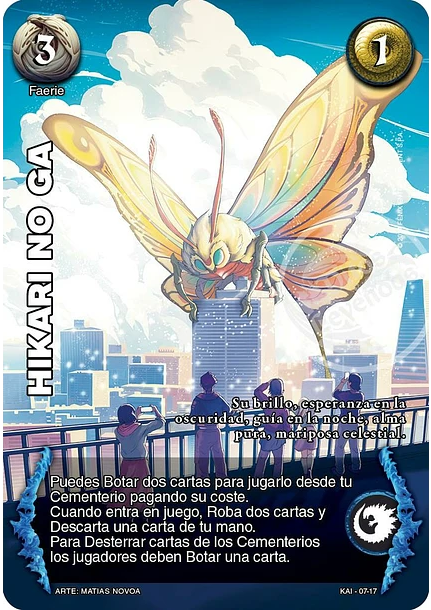 3
1
Faerie
HIKARI NO GA
Su brillo, esperanza en la
oscuridad, guía en la noche, alma
pura, mariposa celestial.
Puedes Botar dos cartas para jugarlo desde tu
Cementerio pagando su coste.
Cuando entra en juego, Roba dos cartas y
Descarta una carta de tu mano.
Para Desterrar cartas de los Cementerios
los jugadores deben Botar una carta.
ARTE: MATIAS NOVOA
KAI - 07-17